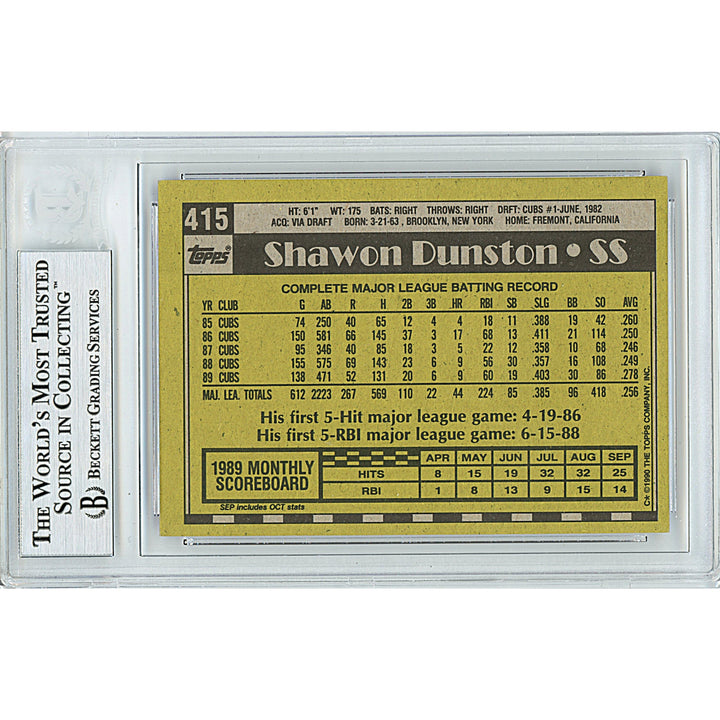 415
HT: 6'1" WT: 175 BATS: RIGHT THROWS: RIGHT DRFT: CUBS #1-JUNE, 1982
ACQ: VIA DRAFT BORN: 3-21-63 , BROOKLYN, NEW YORK HOME: FREMONT, CALIFORNIA
topps® Shawon Dunston • SS
COMPLETE MAJOR LEAGUE BATTING RECORD
YR CLUB G AB R H 2B 3B HR RBI SB SLG BB SO AVG
85 CUBS 74 250 40 65 12 4 4 18 11 .388 19 42 .260
86 CUBS 150 581 66 145 37 3 17 68 13 .411 21 114 .250
87 CUBS 95 346 40 85 18 3 5 22 12 .358 10 68 .246
88 CUBS 155 575 69 143 23 6 9 56 30 .357 16 108 .249
89 CUBS 138 471 52 131 20 6 9 60 19 .403 30 86 .278
MAJ. LEA. TOTALS 612 2223 267 569 110 22 44 224 85 .385 96 418 .256
His first 5-Hit major league game: 4-19-86
His first 5-RBI major league game: 6-15-88
1989 MONTHLY
SCOREBOARD
APR MAY JUN JUL AUG SEP
HITS 8 15 19 32 32 25
RBI 1 8 13 9 15 14
SEP includes OCT stats
C* ©1990 THE TOPPS COMPANY, INC.
THE WORLD'S MOST TRUSTED
SOURCE IN COLLECTING™
B BECKETT GRADING SERVICES